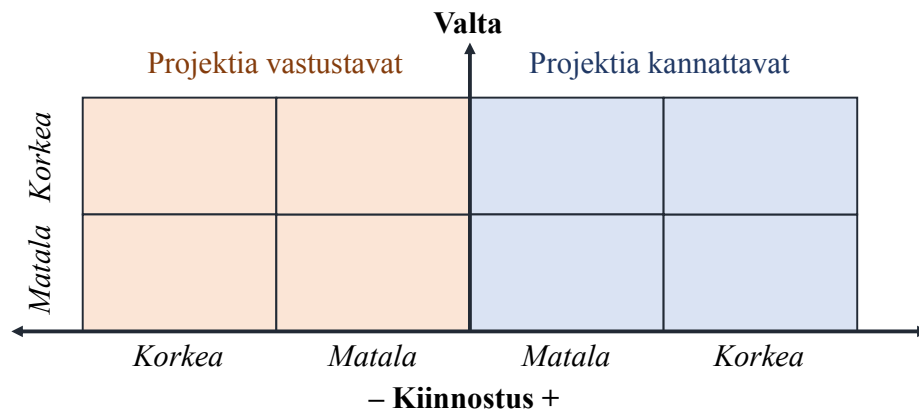 Valta
Projektia vastustavat
Projektia kannattavat
Korkea
Matala
Korkea
Matala
Matala
Korkea
– Kiinnostus +